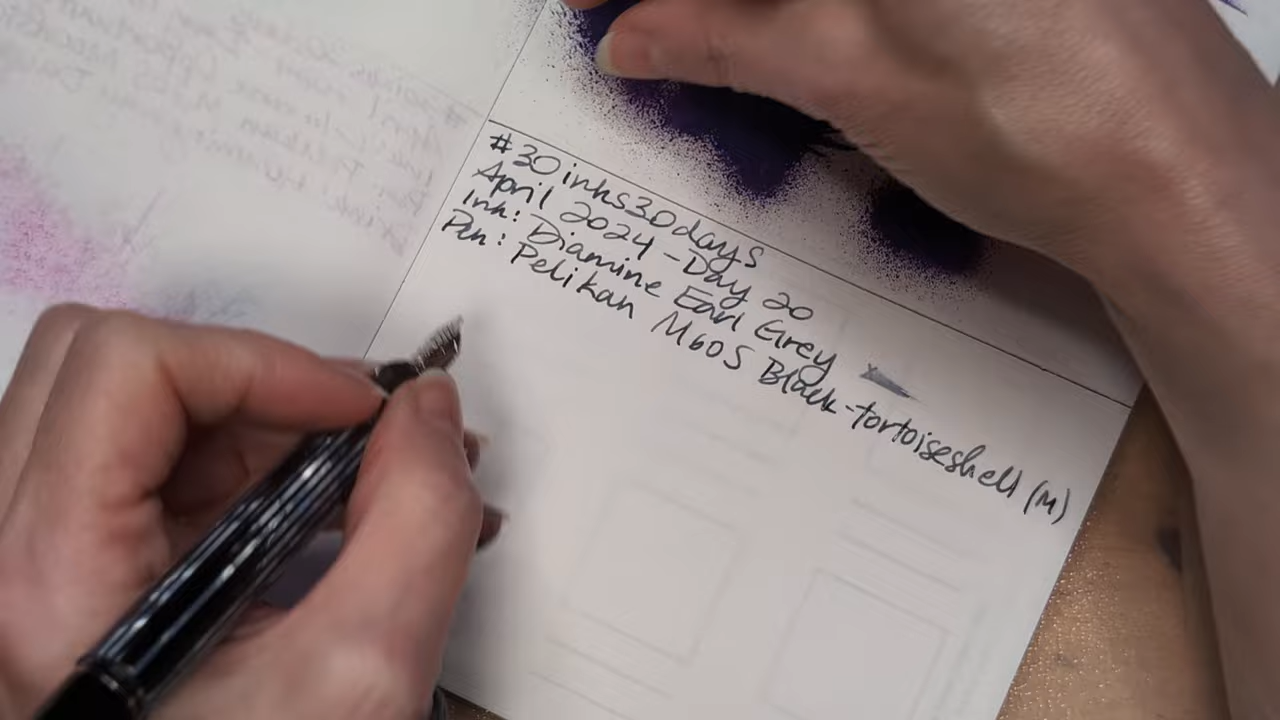 #30inks30days
April 2024 - Day 20
Ink: Diamine Earl Grey
Pen: Pelikan M605 Black-tortoiseshell (M)